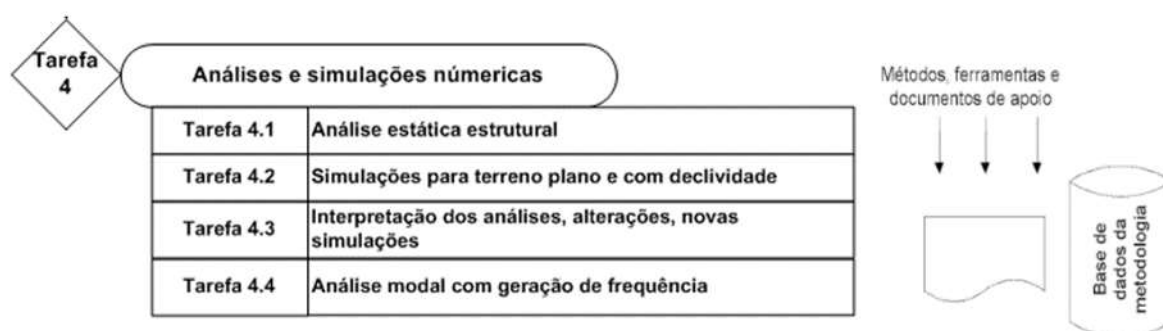 Tarefa
4
Análises e simulações númericas
Tarefa 4.1
Análise estática estrutural
Tarefa 4.2
Simulações para terreno plano e com declividade
Tarefa 4.3
Interpretação dos análises, alterações, novas
simulações
Tarefa 4.4
Análise modal com geração de frequência
Métodos, ferramentas e
documentos de apoio
Base de
dados da
metodologia